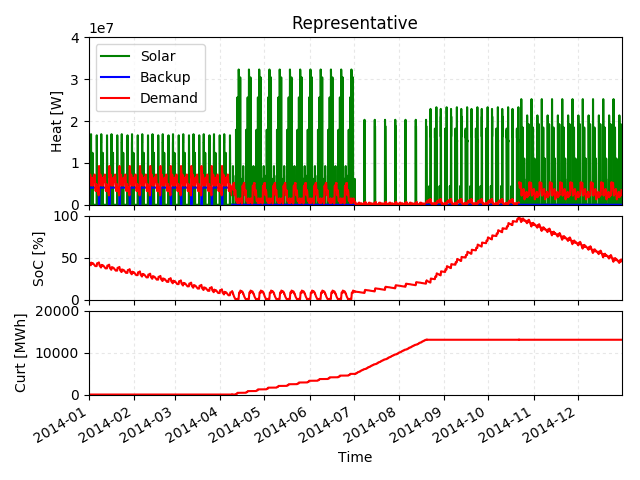 Representative
1e7
4
3
2
1
0
Heat [W]
Solar
Backup
Demand
100
50
0
SoC [%]
20000
10000
0
Curt [MWh]
2014-01
2014-02
2014-03
2014-04
2014-05
2014-06
2014-07
2014-08
2014-09
2014-10
2014-11
2014-12
Time